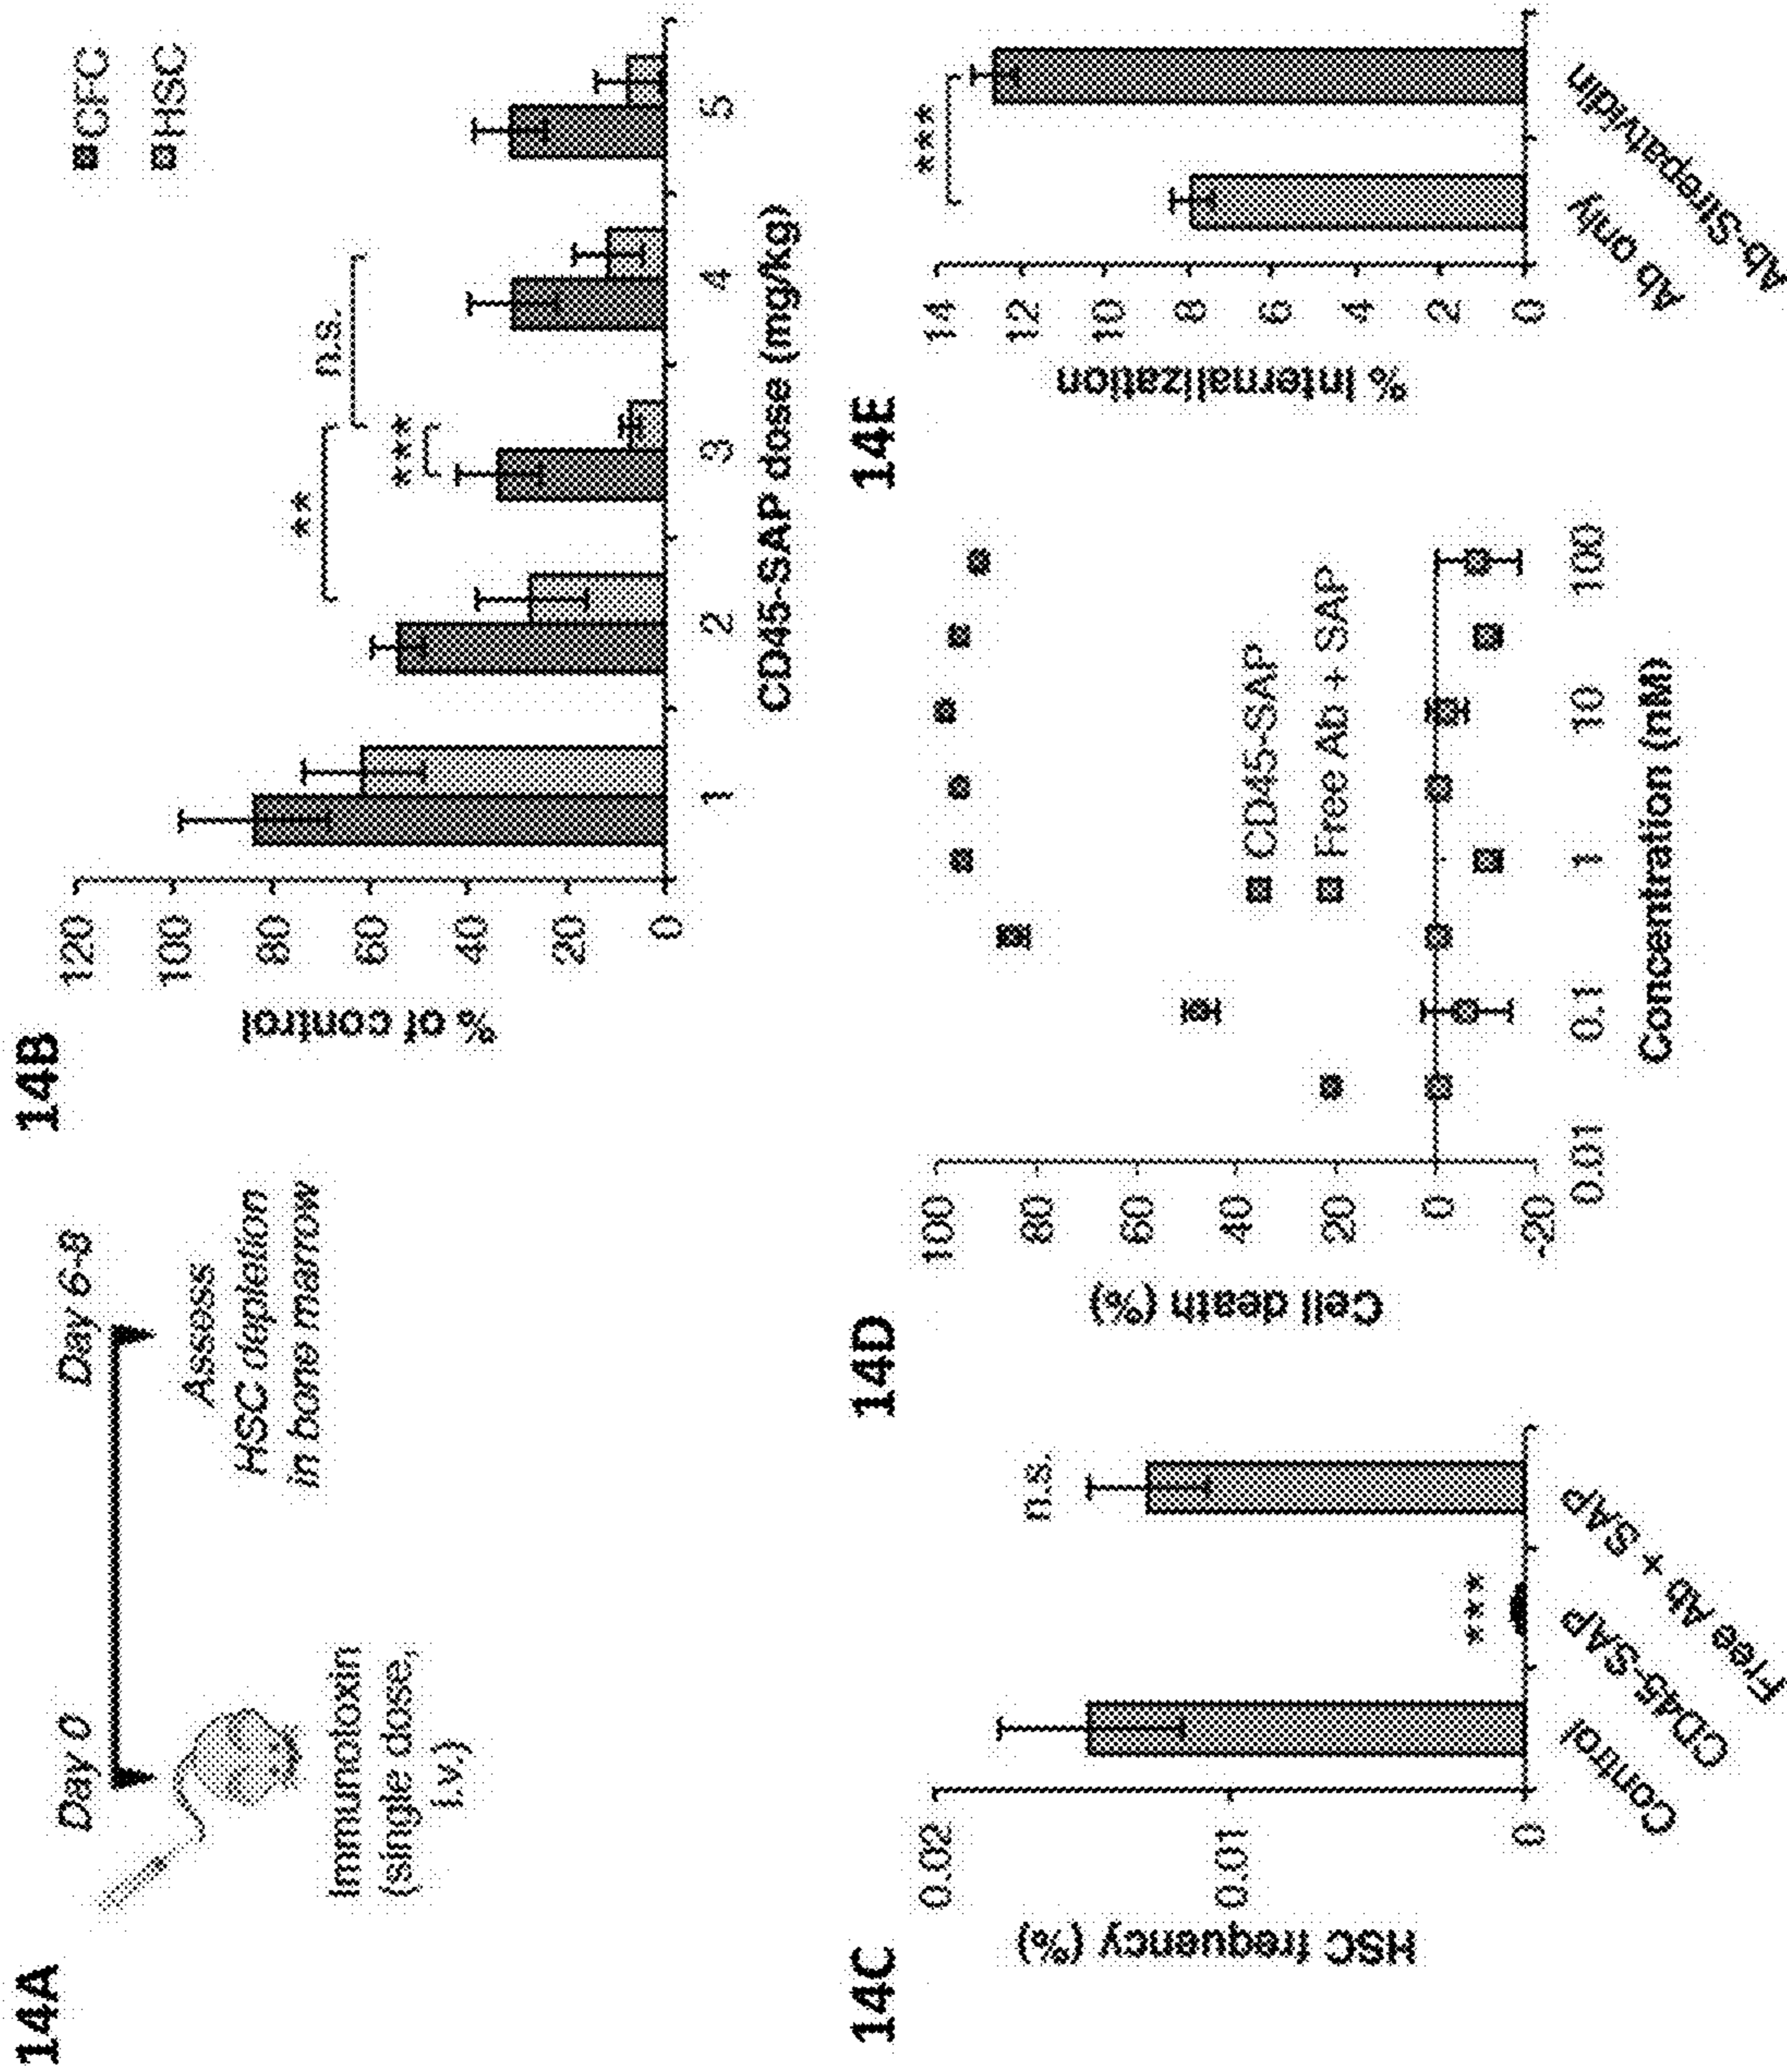 14A
Day 0
Day 6-8
Immunotoxin
(single dose,
i.v.)
Assess
HSC depletion
in bone marrow
14B
% of control
120
100
80
60
40
20
0
CFC
HSC
**
***
n.s.
1
2
3
4
5
CD45-SAP dose (mg/kg)
14C
HSC frequency (%)
0.02
0.01
0
***
n.s.
Control
CD45-SAP
Free Ab + SAP
14D
Cell death (%)
100
80
60
40
20
0
-20
CD45-SAP
Free Ab + SAP
0.01
0.1
1
10
100
Concentration (nM)
14E
% Internalization
14
12
10
8
6
4
2
0
***
Ab only
Ab-Strepatvidin